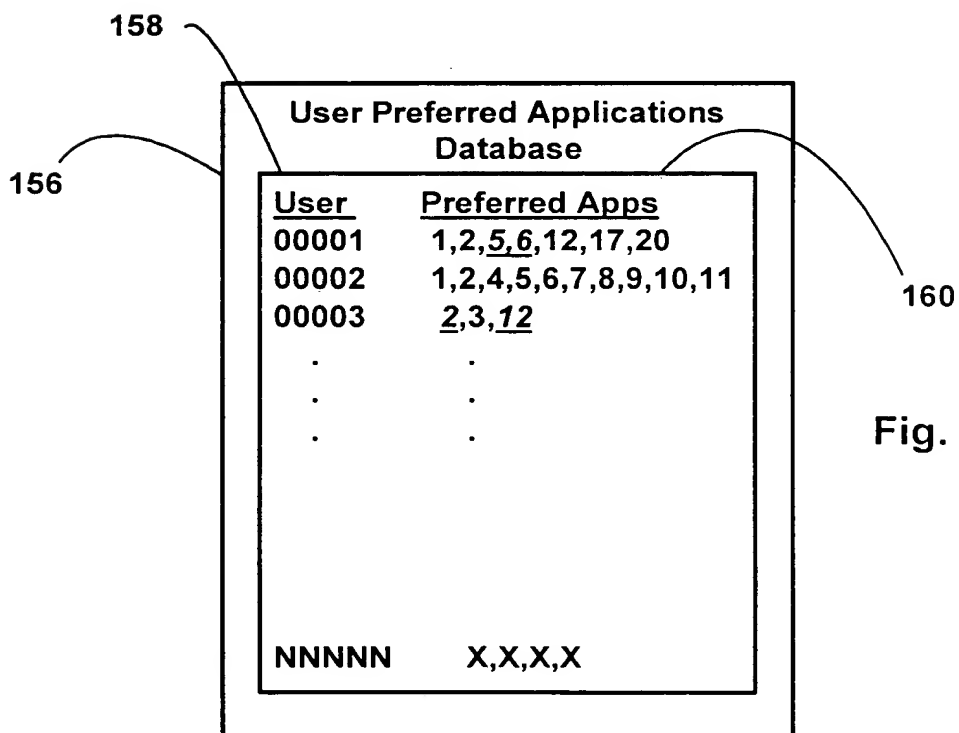 158
User Preferred Applications
Database
156
User Preferred Apps
00001 1,2,5,6,12,17,20
00002 1,2,4,5,6,7,8,9,10,11
160
00003 2,3,12
. .
. .
Fig.
. .
NNNNN X,X,X,X